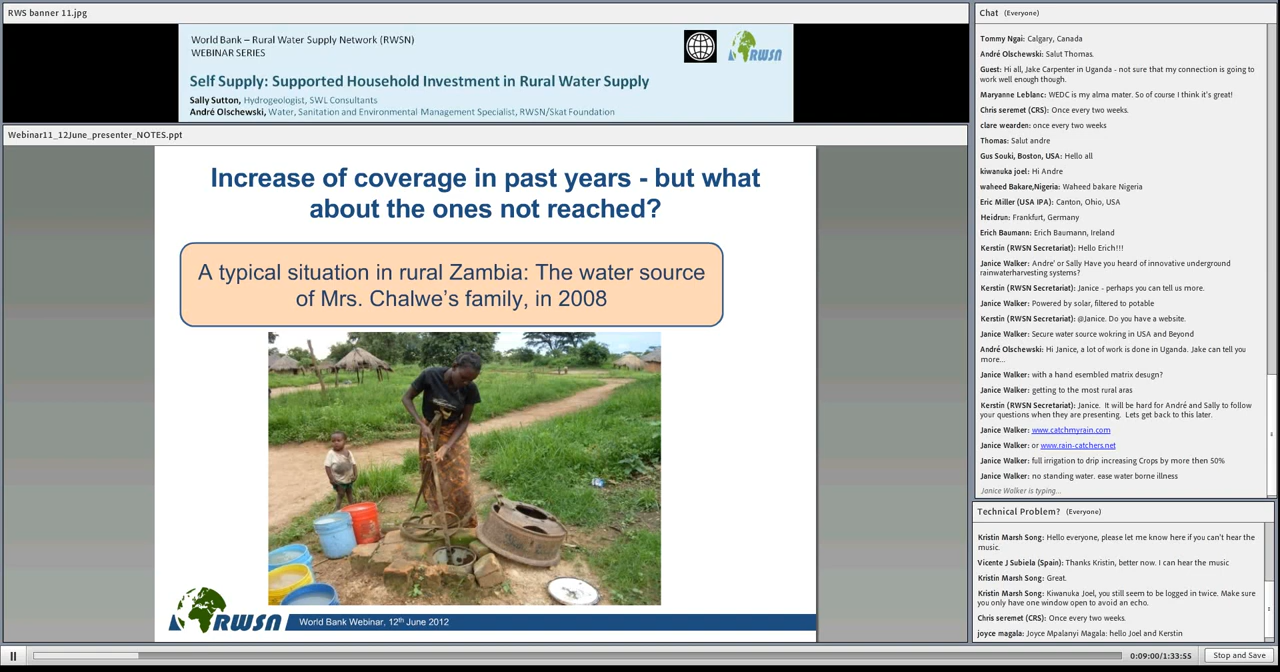 RWS banner 11.jpg
World Bank – Rural Water Supply Network (RWSN)
WEBINAR SERIES
RWSN
Self Supply: Supported Household Investment in Rural Water Supply
Sally Sutton, Hydrogeologist, SWL Consultants
André Olschewski, Water, Sanitation and Environmental Management Specialist, RWSN/Skat Foundation
Webinar11_12June_presenter_NOTES.ppt
Increase of coverage in past years - but what
about the ones not reached?
A typical situation in rural Zambia: The water source
of Mrs. Chalwe's family, in 2008
RWSN
World Bank Webinar, 12th June 2012
Chat (Everyone)
Tommy Ngai: Calgary, Canada
André Olschewski: Salut Thomas.
Guest: Hi all, Jake Carpenter in Uganda - not sure that my connection is going to
work well enough though.
Maryanne Leblanc: WEDC is my alma mater. So of course I think it's great!
Chris seremet (CRS): Once every two weeks.
clare wearden: once every two weeks
Thomas: Salut andre
Gus Souki, Boston, USA: Hello all
kiwanuka joel: Hi Andre
waheed Bakare,Nigeria: Waheed bakare Nigeria
Eric Miller (USA IPA): Canton, Ohio, USA
Heidrun: Frankfurt, Germany
Erich Baumann: Erich Baumann, Ireland
Kerstin (RWSN Secretariat): Hello Erich!!!
Janice Walker: Andre' or Sally Have you heard of innovative underground
rainwaterharvesting systems?
Kerstin (RWSN Secretariat): Janice - perhaps you can tell us more.
Janice Walker: Powered by solar, filtered to potable
Kerstin (RWSN Secretariat): @Janice. Do you have a website.
Janice Walker: Secure water source wokring in USA and Beyond
André Olschewski: Hi Janice, a lot of work is done in Uganda. Jake can tell you
more...
Janice Walker: with a hand esembled matrix desugn?
Janice Walker: getting to the most rural aras
Kerstin (RWSN Secretariat): Janice. It will be hard for André and Sally to follow
your questions when they are presenting. Lets get back to this later.
Janice Walker: www.catchmyrain.com
Janice Walker: or www.rain-catchers.net
Janice Walker: full irrigation to drip increasing Crops by more then 50%
Janice Walker: no standing water. ease water borne illness
Janice Walker is typing...
Technical Problem? (Everyone)
Kristin Marsh Song: Hello everyone, please let me know here if you can't hear the
music.
Vicente J Subiela (Spain): Thanks Kristin, better now. I can hear the music
Kristin Marsh Song: Great.
Kristin Marsh Song: Kiwanuka Joel, you still seem to be logged in twice. Make sure
you only have one window open to avoid an echo.
Chris seremet (CRS): Once every two weeks.
joyce magala: Joyce Mpalanyi Magala: hello Joel and Kerstin
0:09:00/1:33:55
Stop and Save